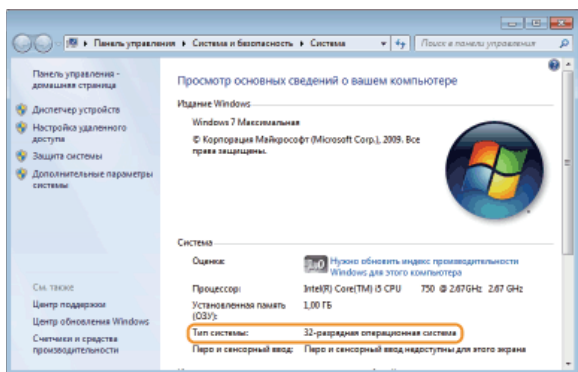 Панель управления ▸ Система и безопасность ▸ Система
Поиск в панели управления
Панель управления -
домашняя страница
Диспетчер устройств
Настройка удаленного
доступа
Защита системы
Дополнительные параметры
системы
См. также
Центр поддержки
Центр обновления Windows
Счетчики и средства
производительности
Просмотр основных сведений о вашем компьютере
Издание Windows
Windows 7 Максимальная
© Корпорация Майкрософт (Microsoft Corp.), 2009. Все
права защищены.
Система
Оценка: Нужно обновить индекс производительности
Windows для этого компьютера
Процессор: Intel(R) Core(TM) i5 CPU 750 @ 2.67GHz 2.67 GHz
Установленная память 1,00 ГБ
(ОЗУ):
Тип системы: 32-разрядная операционная система
Перо и сенсорный ввод: Перо и сенсорный ввод недоступны для этого экрана